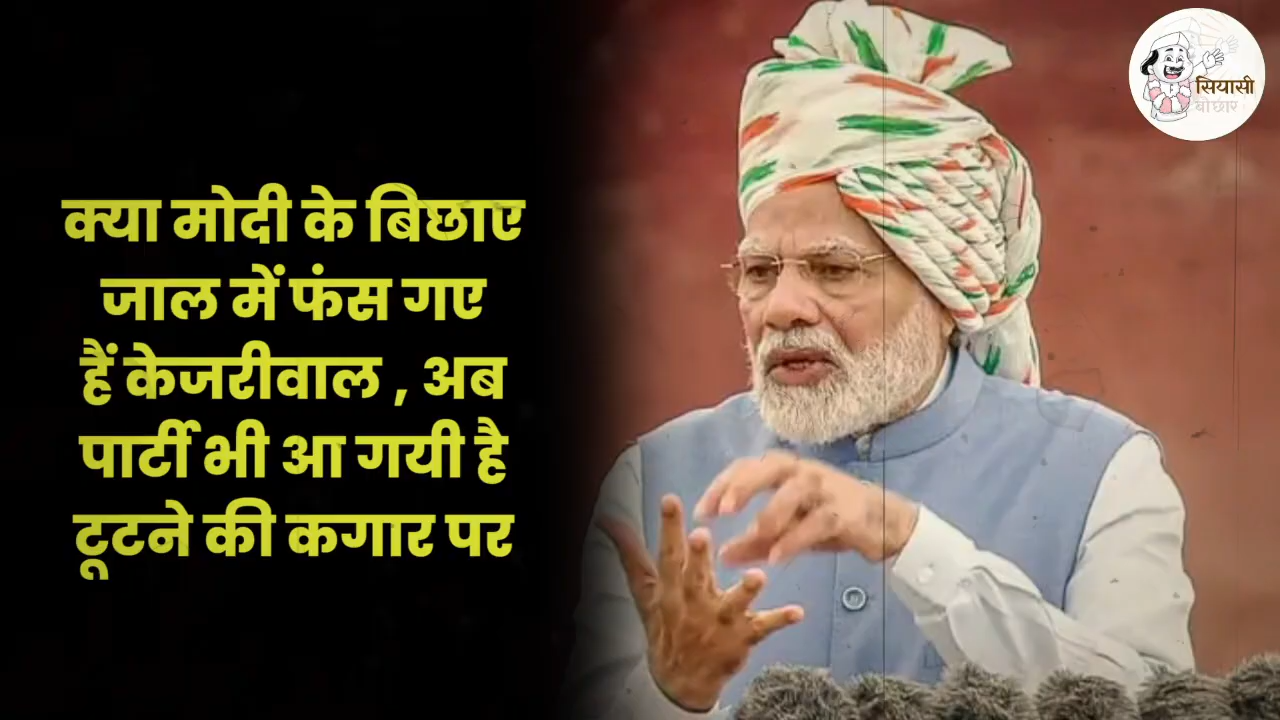 क्या मोदी के बिछाए
जाल में फंस गए
हैं केजरीवाल , अब
पार्टी भी आ गयी है
टूटने की कगार पर
सियासी
बौछार